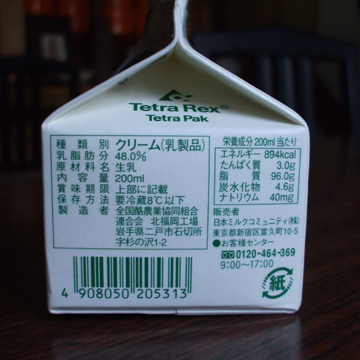 Tetra Rex®
Tetra Pak
種類別 クリーム(乳製品)
乳脂肪分 48.0%
原材料名 生乳
内容量 200ml
賞味期限 上部に記載
保存方法 要冷蔵8℃以下
製造者 全国酪農業協同組合
連合会 北福岡工場
岩手県二戸市石切所
字杉の沢1-2
栄養成分 200ml当たり
エネルギー 894kcal
たんぱく質 3.0g
脂質 96.0g
炭水化物 4.6g
ナトリウム 40mg
販売者
日本ミルクコミュニティ(株)
東京都新宿区富久町10-5
●お客様センター
0120-464-369
9:00〜17:00
紙
4 908050 205313